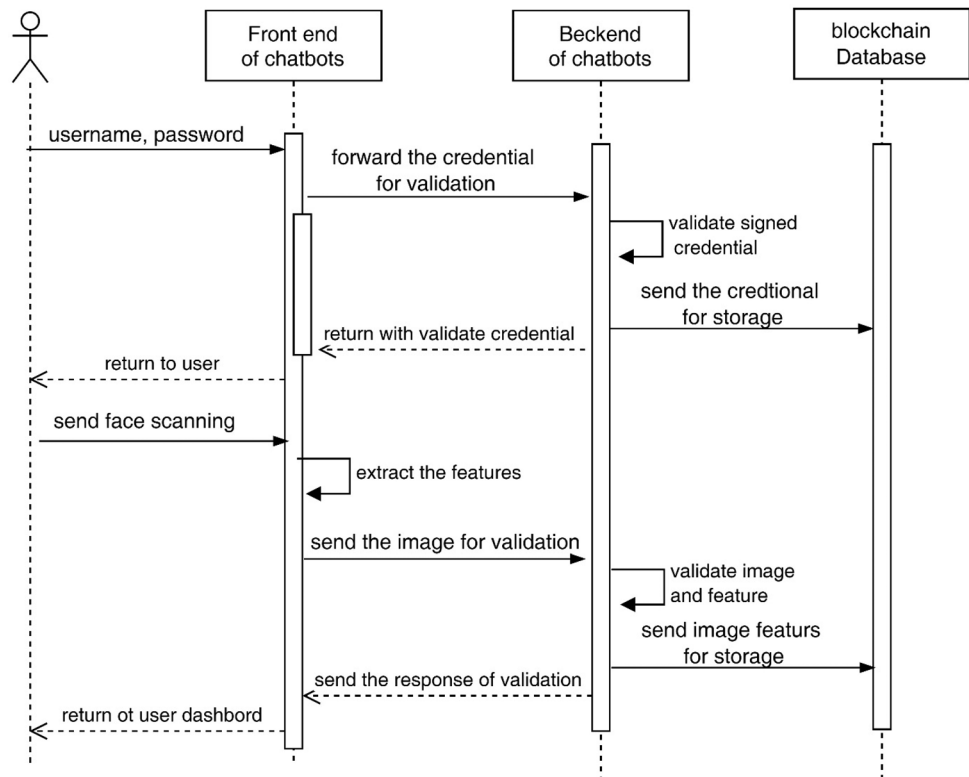 Front end
of chatbots
Beckend
of chatbots
blockchain
Database
username, password
forward the credential
for validation
validate signed
credential
send the credtional
for storage
return with validate credential
return to user
send face scanning
extract the features
send the image for validation
validate image
and feature
send image featurs
for storage
send the response of validation
return ot user dashbord